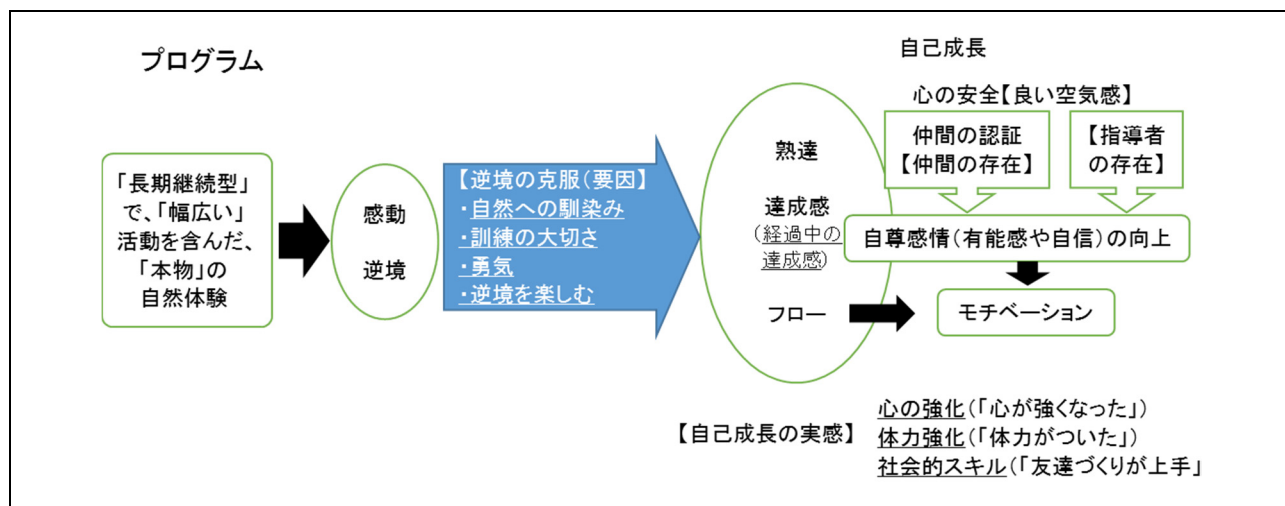 プログラム
「長期継続型」
で、「幅広い」
活動を含んだ、
「本物」の
自然体験
感動
逆境
【逆境の克服（要因】
・自然への馴染み
・訓練の大切さ
・勇気
・逆境を楽しむ
熟達
達成感
（経過中の
達成感）
フロー
自己成長
心の安全【良い空気感】
仲間の認証
【仲間の存在】
【指導者
の存在】
自尊感情（有能感や自信）の向上
モチベーション
【自己成長の実感】
心の強化（「心が強くなった」）
体力強化（「体力がついた」）
社会的スキル（「友達づくりが上手」